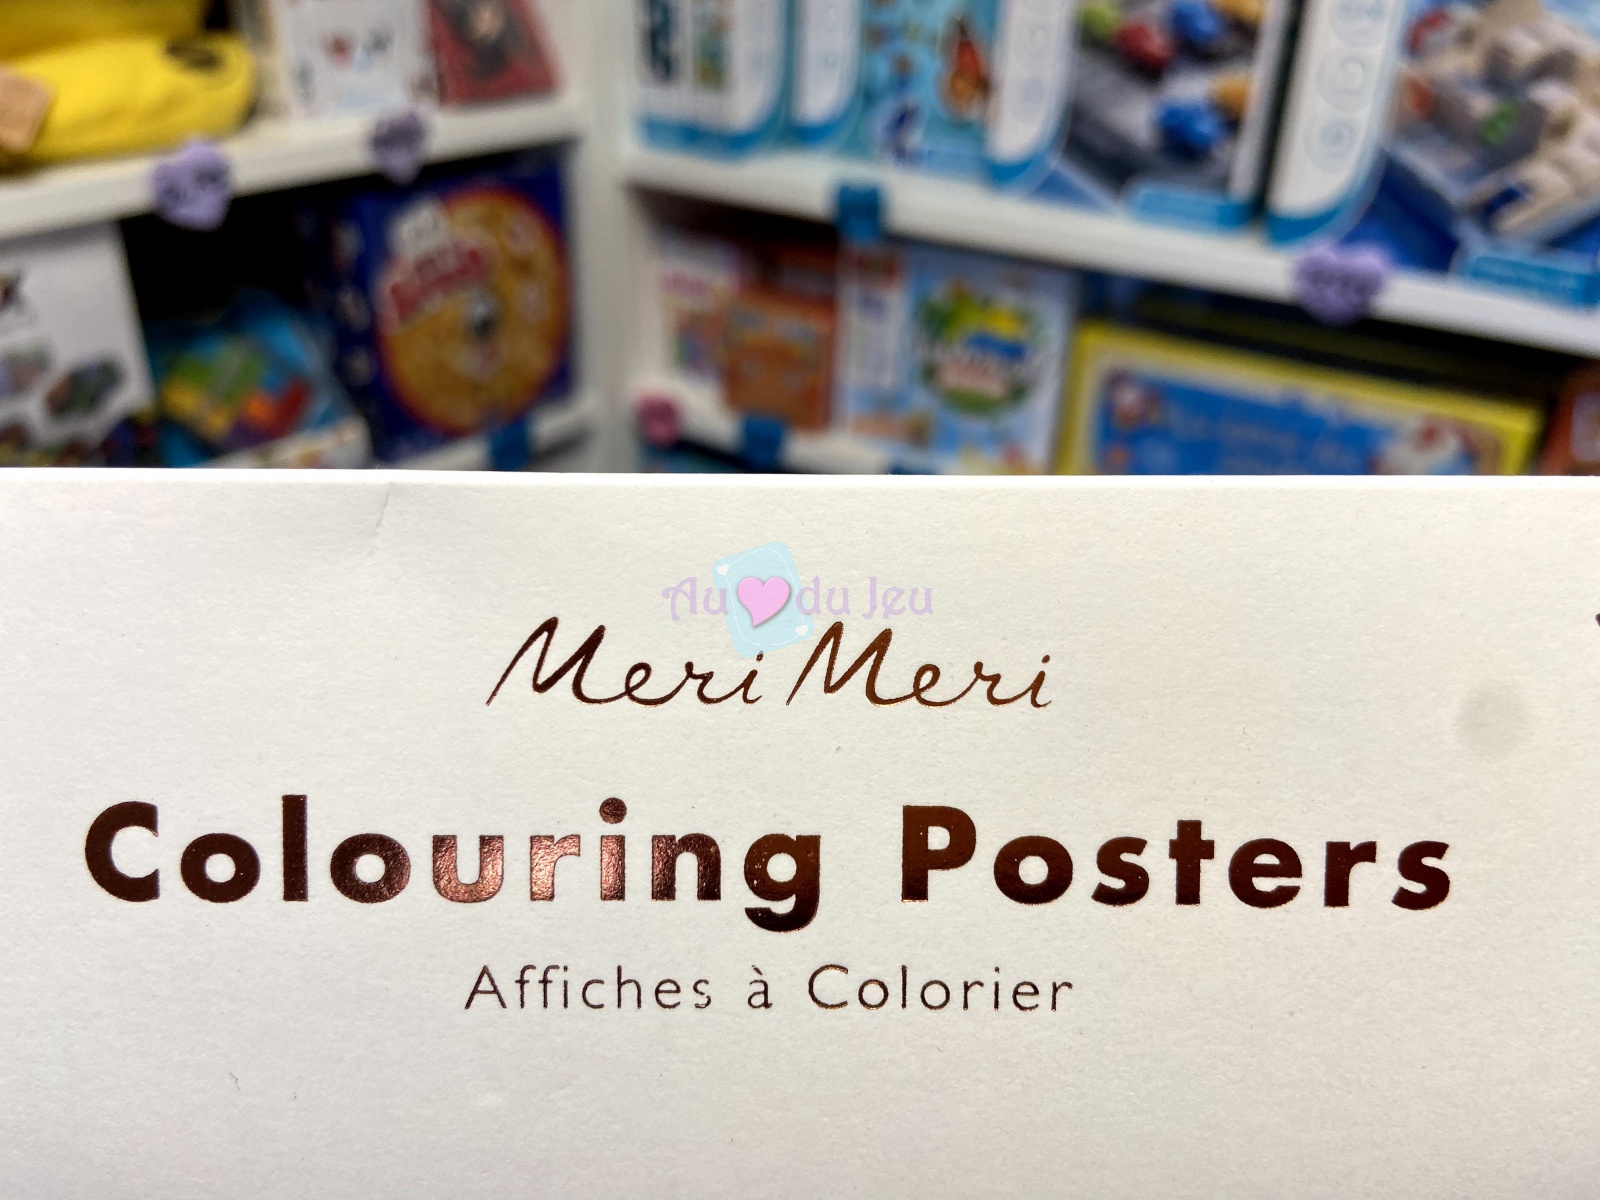 Au du Jeu
Meri Meri
Colouring Posters
Affiches à Colorier